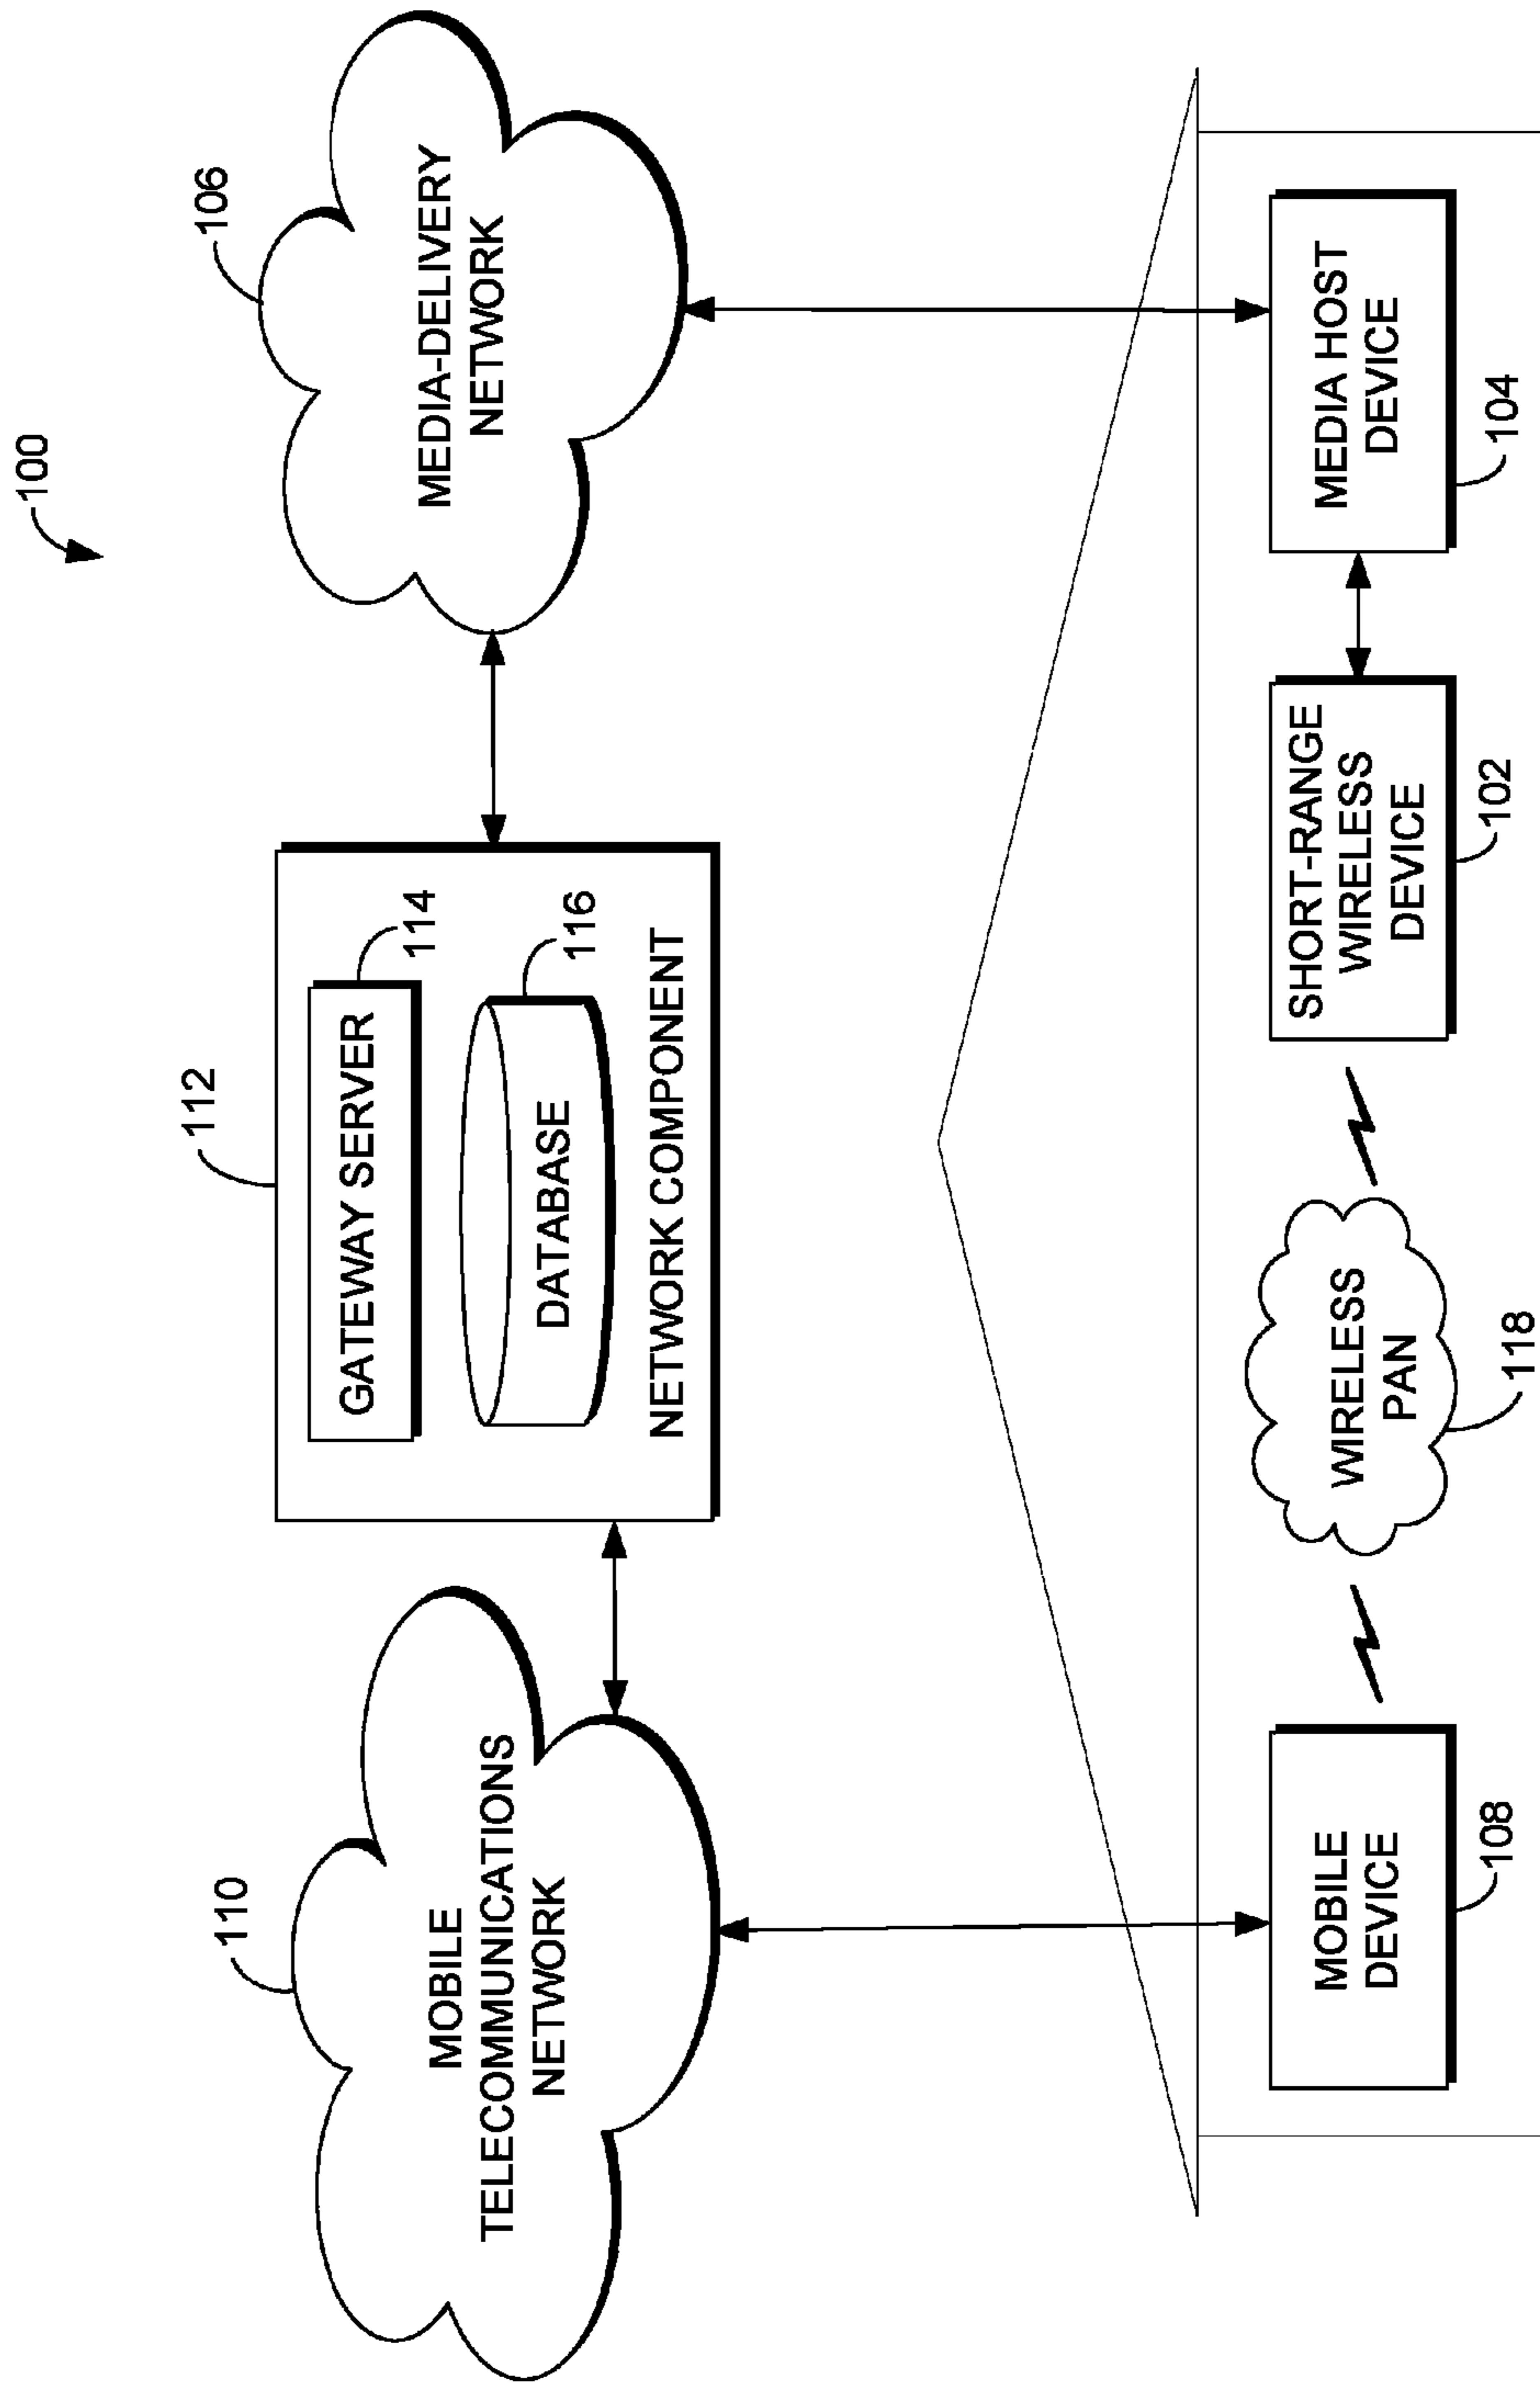 100
110
MOBILE
TELECOMMUNICATIONS
NETWORK
112
GATEWAY SERVER
114
DATABASE
116
NETWORK COMPONENT
106
MEDIA-DELIVERY
NETWORK
MOBILE
DEVICE
108
WIRELESS
PAN
118
SHORT-RANGE
WIRELESS
DEVICE
102
MEDIA HOST
DEVICE
104